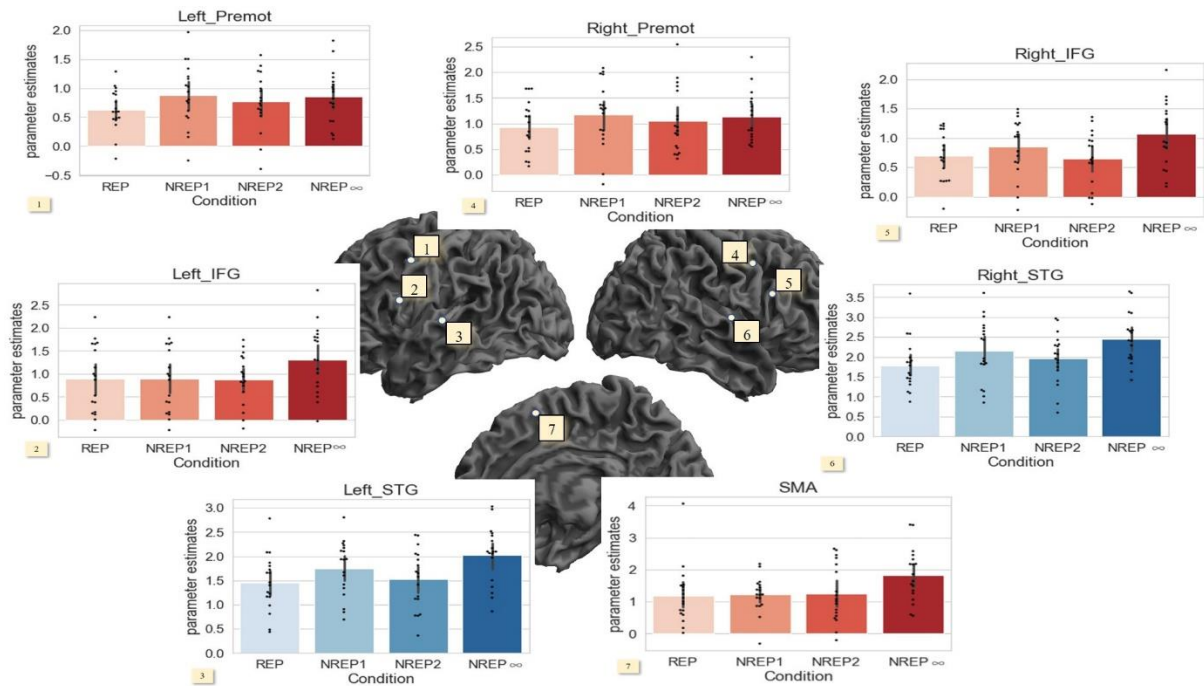 Left_Premot
parameter estimates
2.0
1.5
1.0
0.5
0.0
−0.5
REP NREP1 NREP2 NREP ∞
Condition
1
Right_Premot
parameter estimates
2.5
2.0
1.5
1.0
0.5
0.0
REP NREP1 NREP2 NREP ∞
Condition
4
Right_IFG
parameter estimates
2.0
1.5
1.0
0.5
0.0
REP NREP1 NREP2 NREP ∞
Condition
5
Left_IFG
parameter estimates
2.5
2.0
1.5
1.0
0.5
0.0
REP NREP1 NREP2 NREP∞
Condition
2
1
2
3
4
5
6
7
Right_STG
parameter estimates
3.5
3.0
2.5
2.0
1.5
1.0
0.5
0.0
REP NREP1 NREP2 NREP ∞
Condition
6
Left_STG
parameter estimates
3.0
2.5
2.0
1.5
1.0
0.5
0.0
REP NREP1 NREP2 NREP ∞
Condition
3
SMA
parameter estimates
4
3
2
1
0
REP NREP1 NREP2 NREP ∞
Condition
7